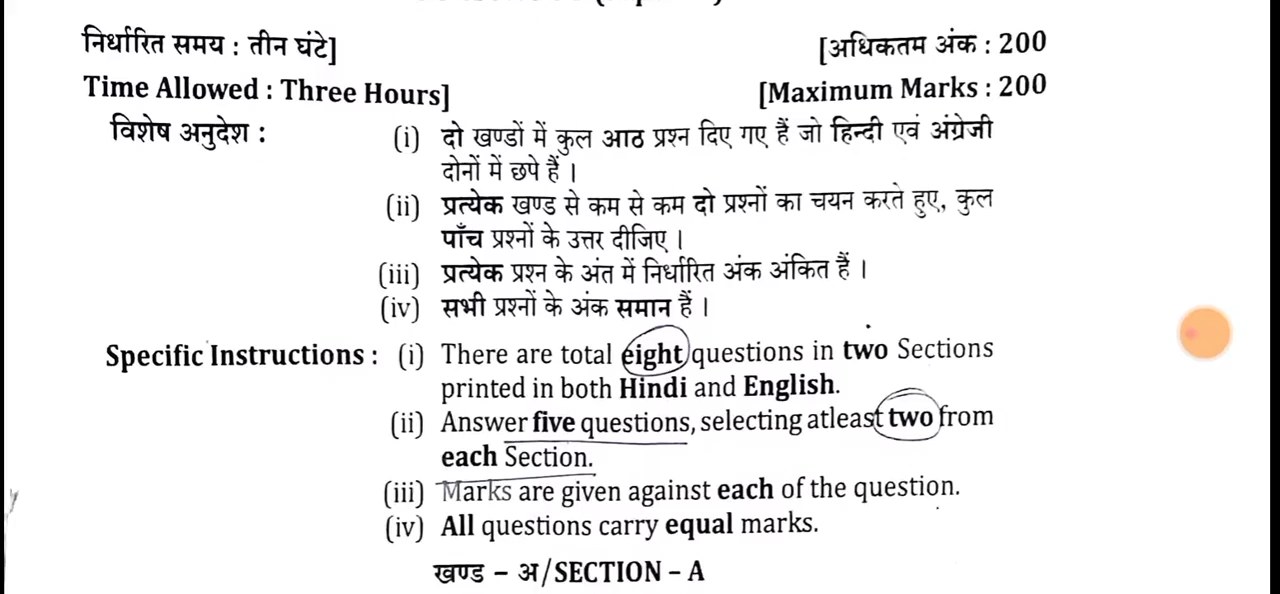 निर्धारित समय : तीन घंटे] [अधिकतम अंक : 200
Time Allowed : Three Hours] [Maximum Marks : 200
विशेष अनुदेश : (i) दो खण्डों में कुल आठ प्रश्न दिए गए हैं जो हिन्दी एवं अंग्रेजी
दोनों में छपे हैं ।
(ii) प्रत्येक खण्ड से कम से कम दो प्रश्नों का चयन करते हुए, कुल
पाँच प्रश्नों के उत्तर दीजिए ।
(iii) प्रत्येक प्रश्न के अंत में निर्धारित अंक अंकित हैं ।
(iv) सभी प्रश्नों के अंक समान हैं ।
Specific Instructions : (i) There are total eight questions in two Sections
printed in both Hindi and English.
(ii) Answer five questions, selecting atleast two from
each Section.
(iii) Marks are given against each of the question.
(iv) All questions carry equal marks.
खण्ड – अ/SECTION – A